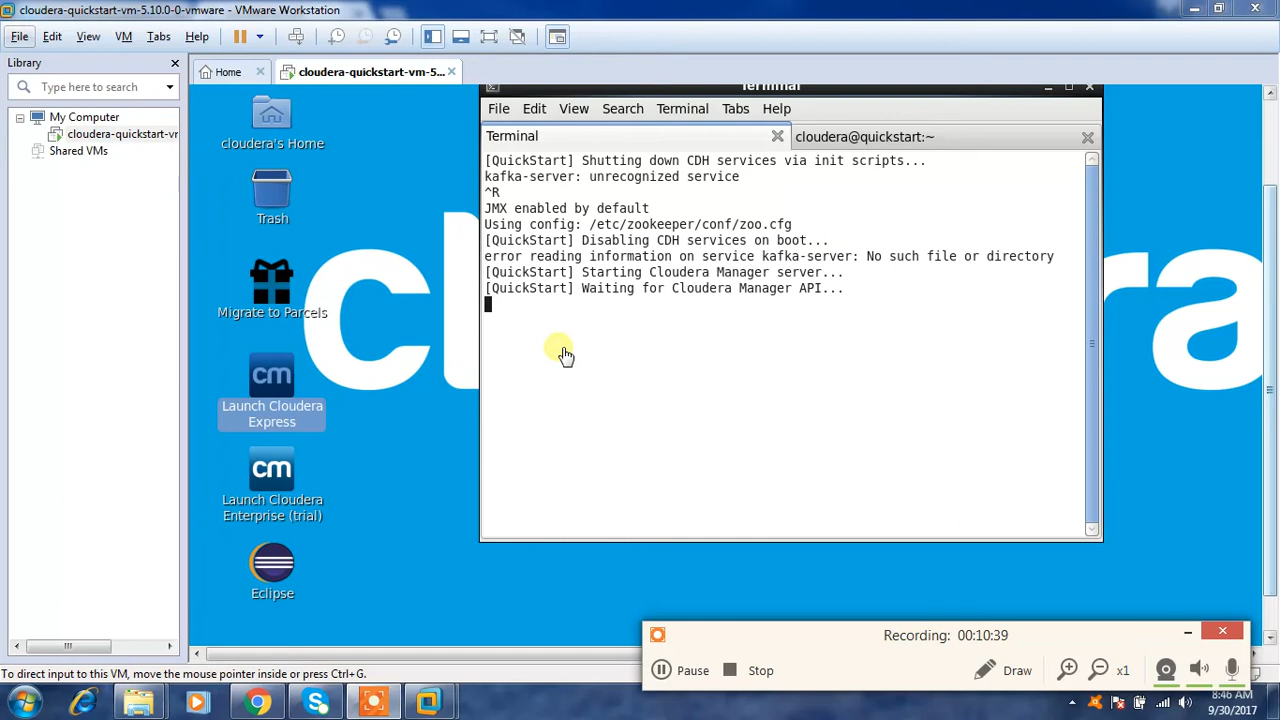 cloudera-quickstart-vm-5.10.0-0-vmware - VMware Workstation
File Edit View VM Tabs Help
Library
Type here to search
My Computer
cloudera-quickstart-vr
Shared VMs
Home
cloudera-quickstart-vm-5...
cloudera's Home
Trash
Migrate to Parcels
cm
Launch Cloudera
Express
cm
Launch Cloudera
Enterprise (trial)
Eclipse
Terminal
File Edit View Search Terminal Tabs Help
Terminal
cloudera@quickstart:~
[QuickStart] Shutting down CDH services via init scripts...
kafka-server: unrecognized service
^R
JMX enabled by default
Using config: /etc/zookeeper/conf/zoo.cfg
[QuickStart] Disabling CDH services on boot...
error reading information on service kafka-server: No such file or directory
[QuickStart] Starting Cloudera Manager server...
[QuickStart] Waiting for Cloudera Manager API...
Recording: 00:10:39
Pause Stop Draw x1
To direct input to this VM, move the mouse pointer inside or press Ctrl+G.
8:46 AM
9/30/2017